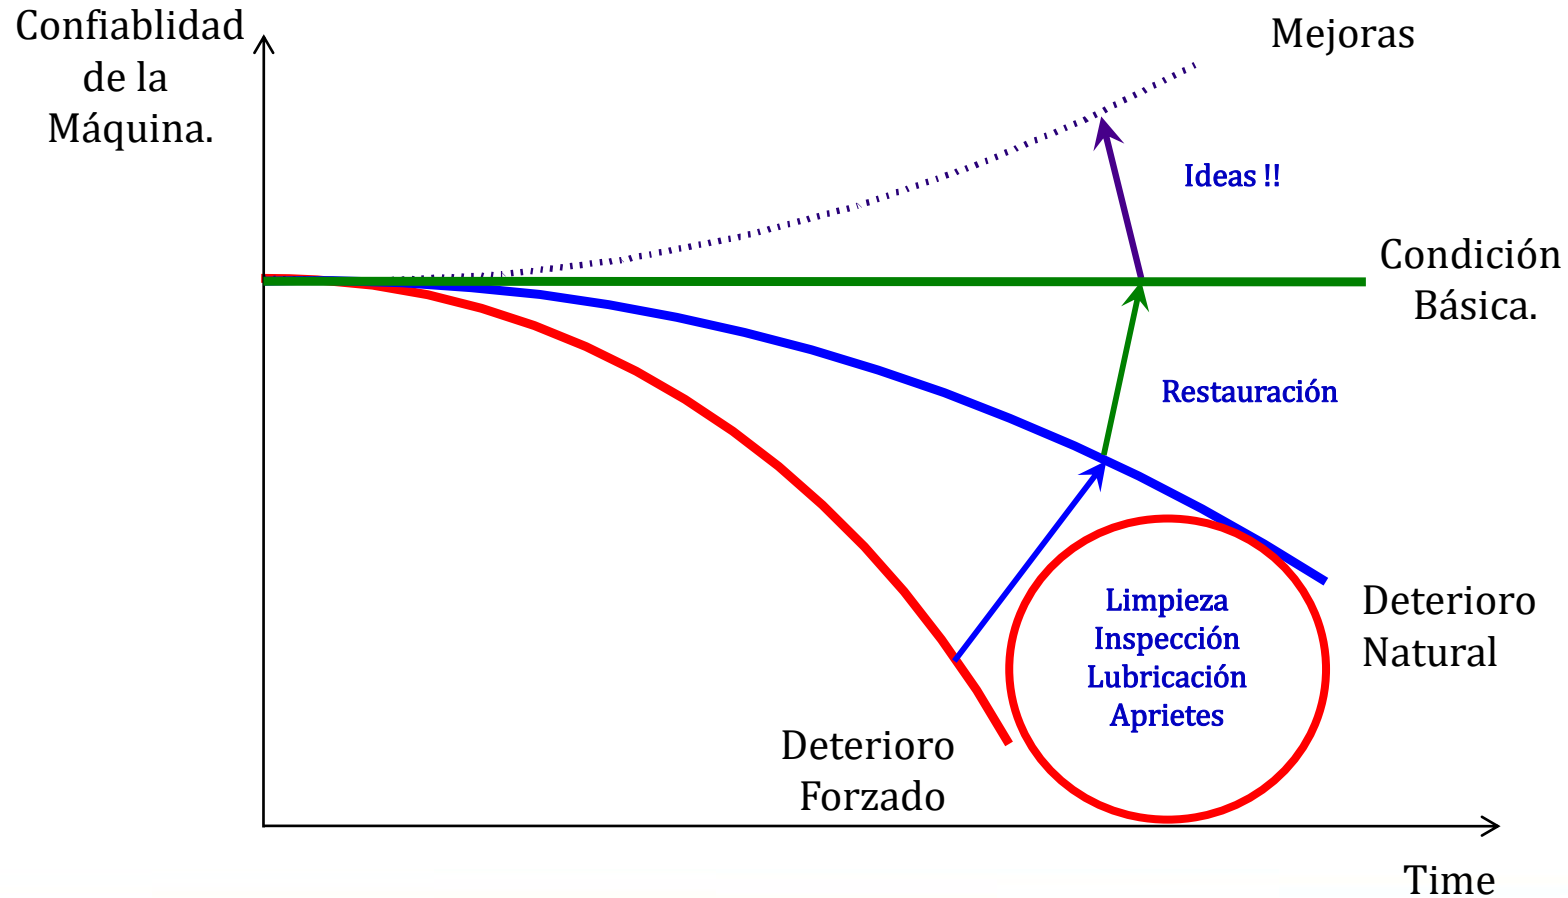 Confiablidad
de la
Máquina.
Mejoras
Ideas !!
Condición
Básica.
Restauración
Limpieza
Inspección
Lubricación
Aprietes
Deterioro
Natural
Deterioro
Forzado
Time